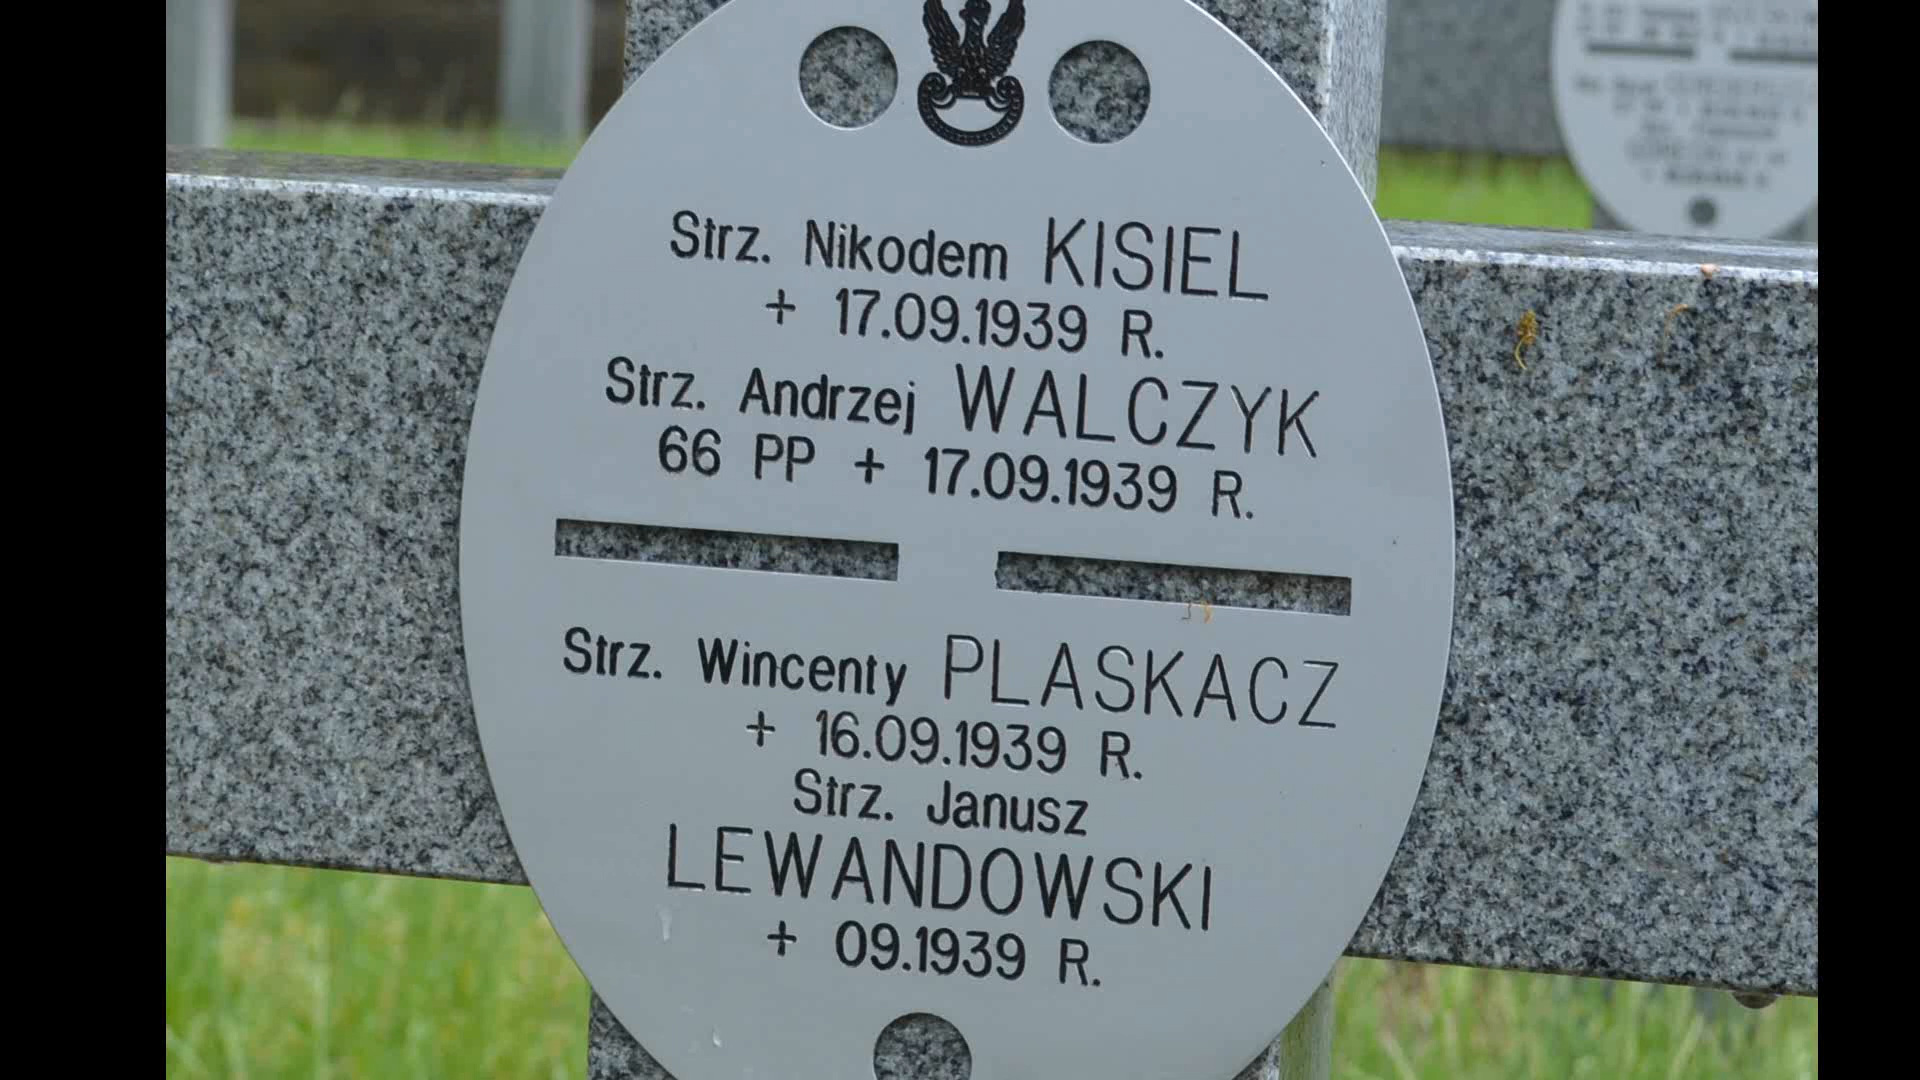 Strz. Nikodem KISIEL
+ 17.09.1939 R.
Strz. Andrzej WALCZYK
66 PP + 17.09.1939 R.
Strz. Wincenty PLASKACZ
+ 16.09.1939 R.
Strz. Janusz
LEWANDOWSKI
+ 09.1939 R.